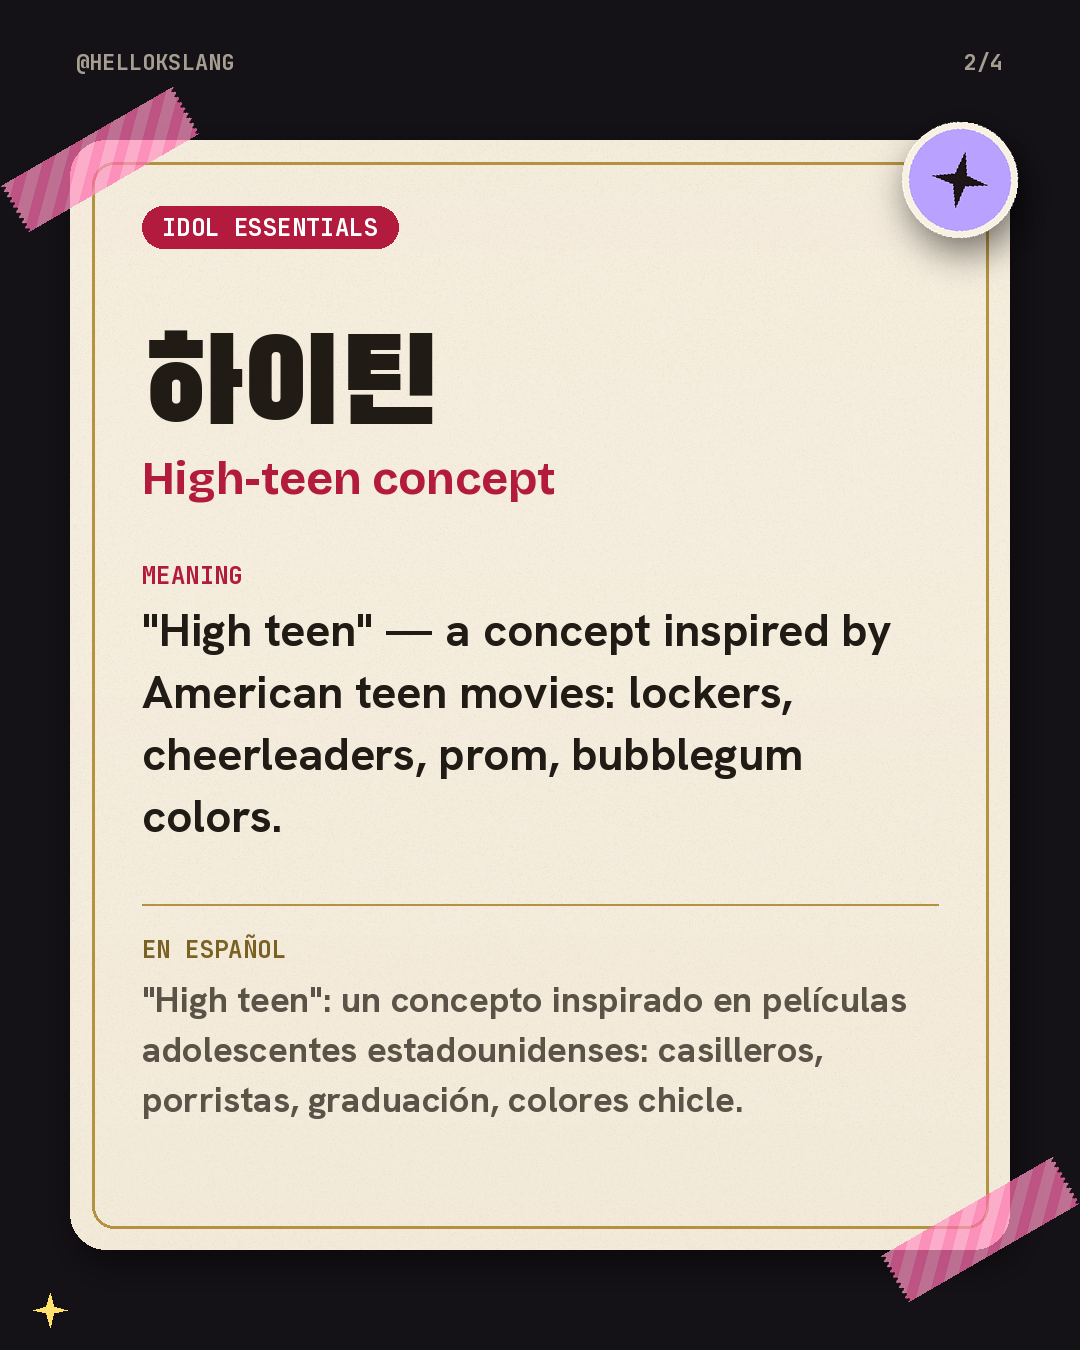 @HELLOKSLANG
2/4
IDOL ESSENTIALS
하이틴
High-teen concept
MEANING
"High teen" — a concept inspired by
American teen movies: lockers,
cheerleaders, prom, bubblegum
colors.
EN ESPAÑOL
"High teen": un concepto inspirado en películas
adolescentes estadounidenses: casilleros,
porristas, graduación, colores chicle.